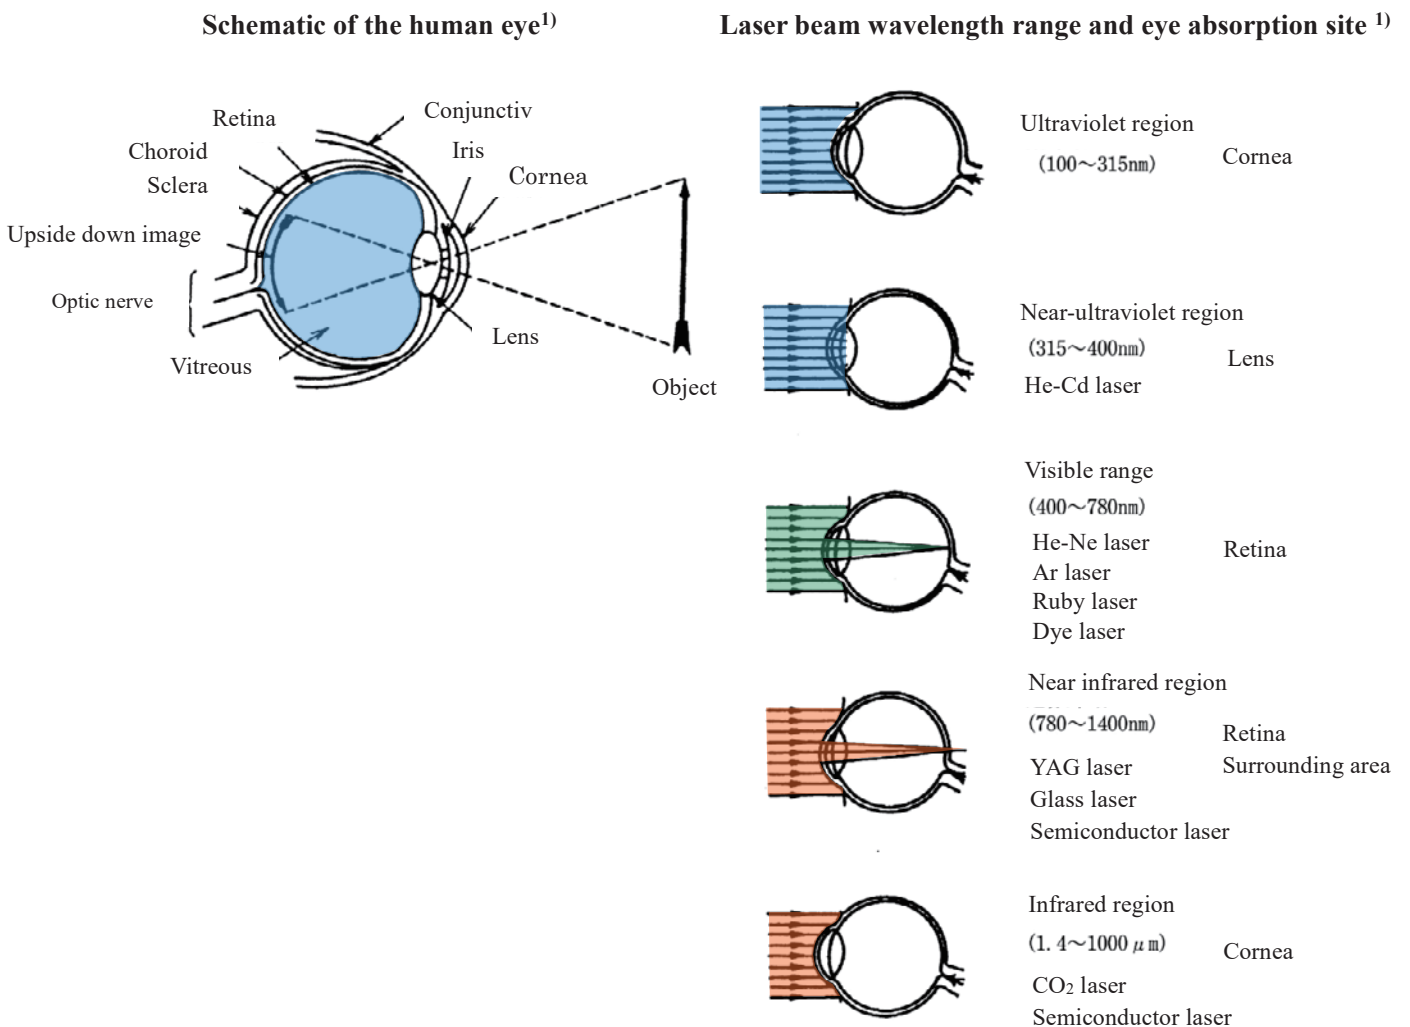 Schematic of the human eye1)
Conjunctiv
Retina
Iris
Choroid
Cornea
Sclera
Upside down image
Optic nerve
Lens
Vitreous
Object
Laser beam wavelength range and eye absorption site 1)
Ultraviolet region
(100~315nm)
Cornea
Near-ultraviolet region
(315~400nm)
Lens
He-Cd laser
Visible range
(400~780nm)
He-Ne laser
Retina
Ar laser
Ruby laser
Dye laser
Near infrared region
(780~1400nm)
Retina
Surrounding area
YAG laser
Glass laser
Semiconductor laser
Infrared region
(1.4~1000μm)
Cornea
CO2 laser
Semiconductor laser